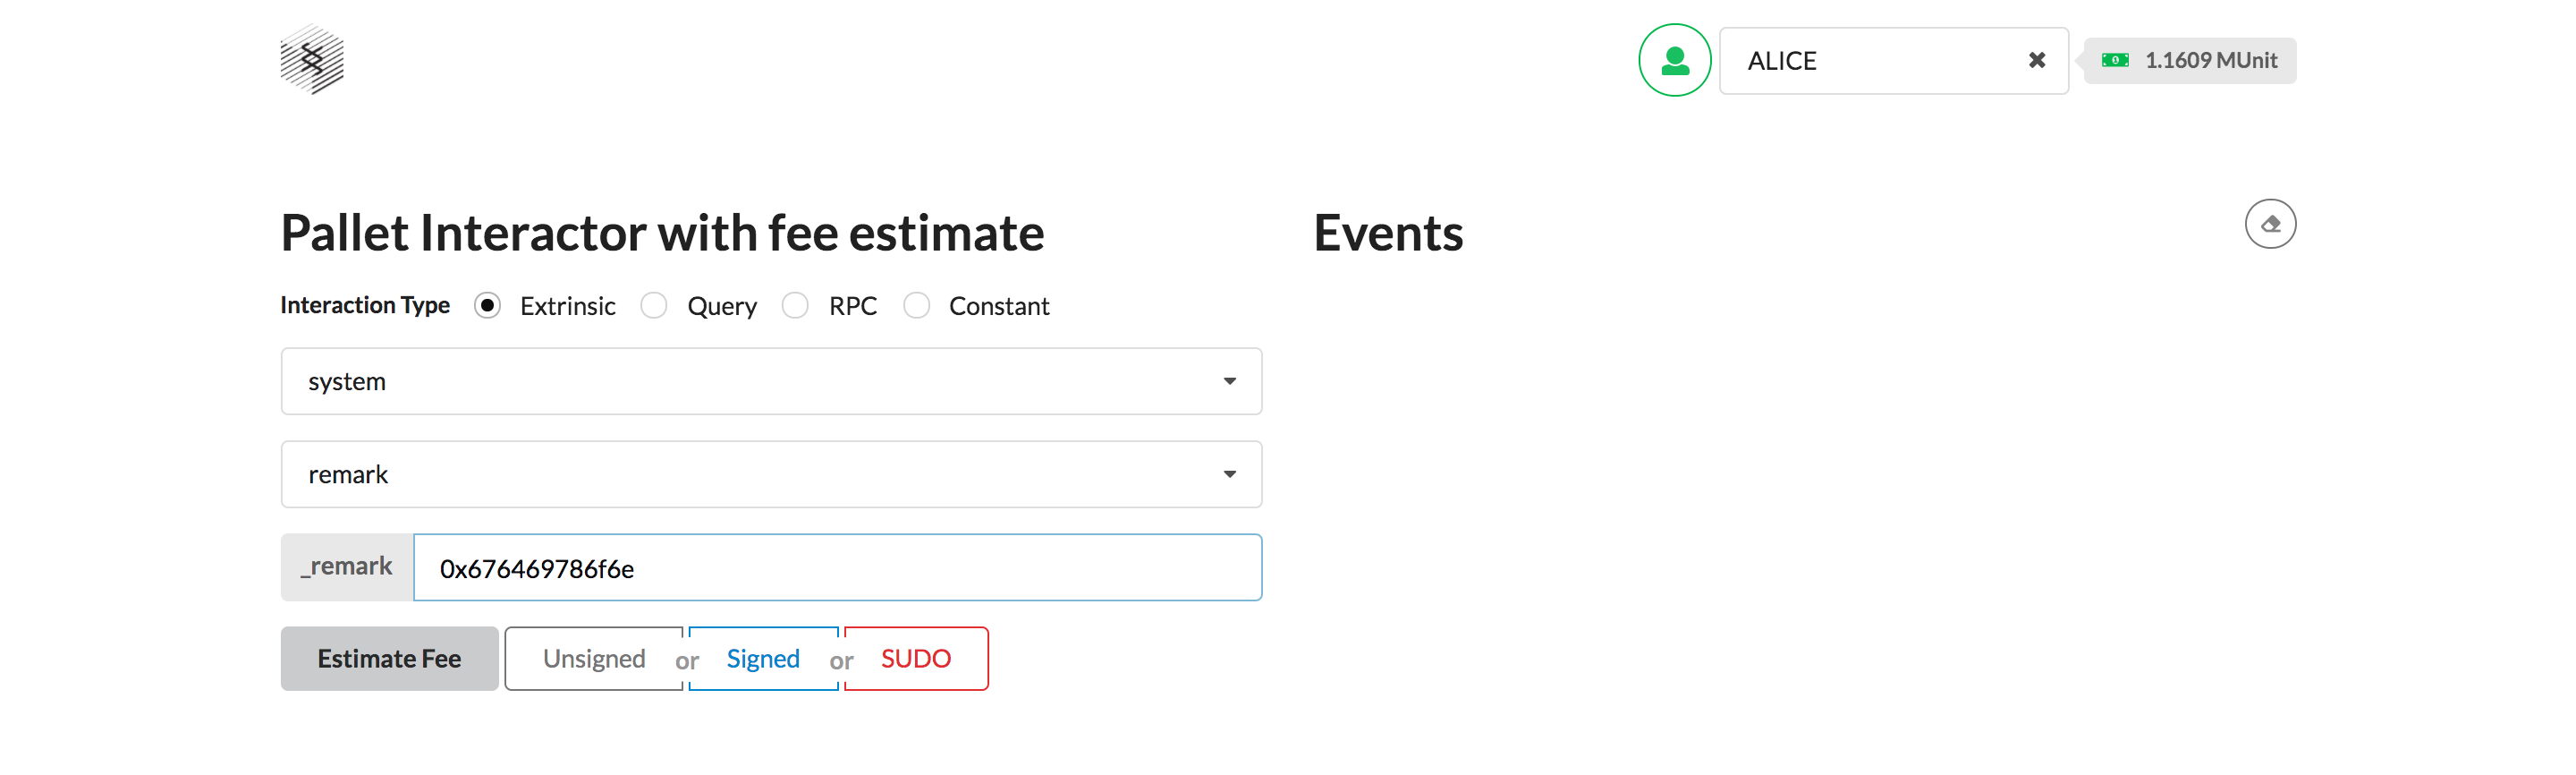 ALICE
1.1609 MUnit
Pallet Interactor with fee estimate
Events
Interaction Type Extrinsic Query RPC Constant
system
remark
_remark 0x676469786f6e
Estimate Fee Unsigned or Signed or SUDO